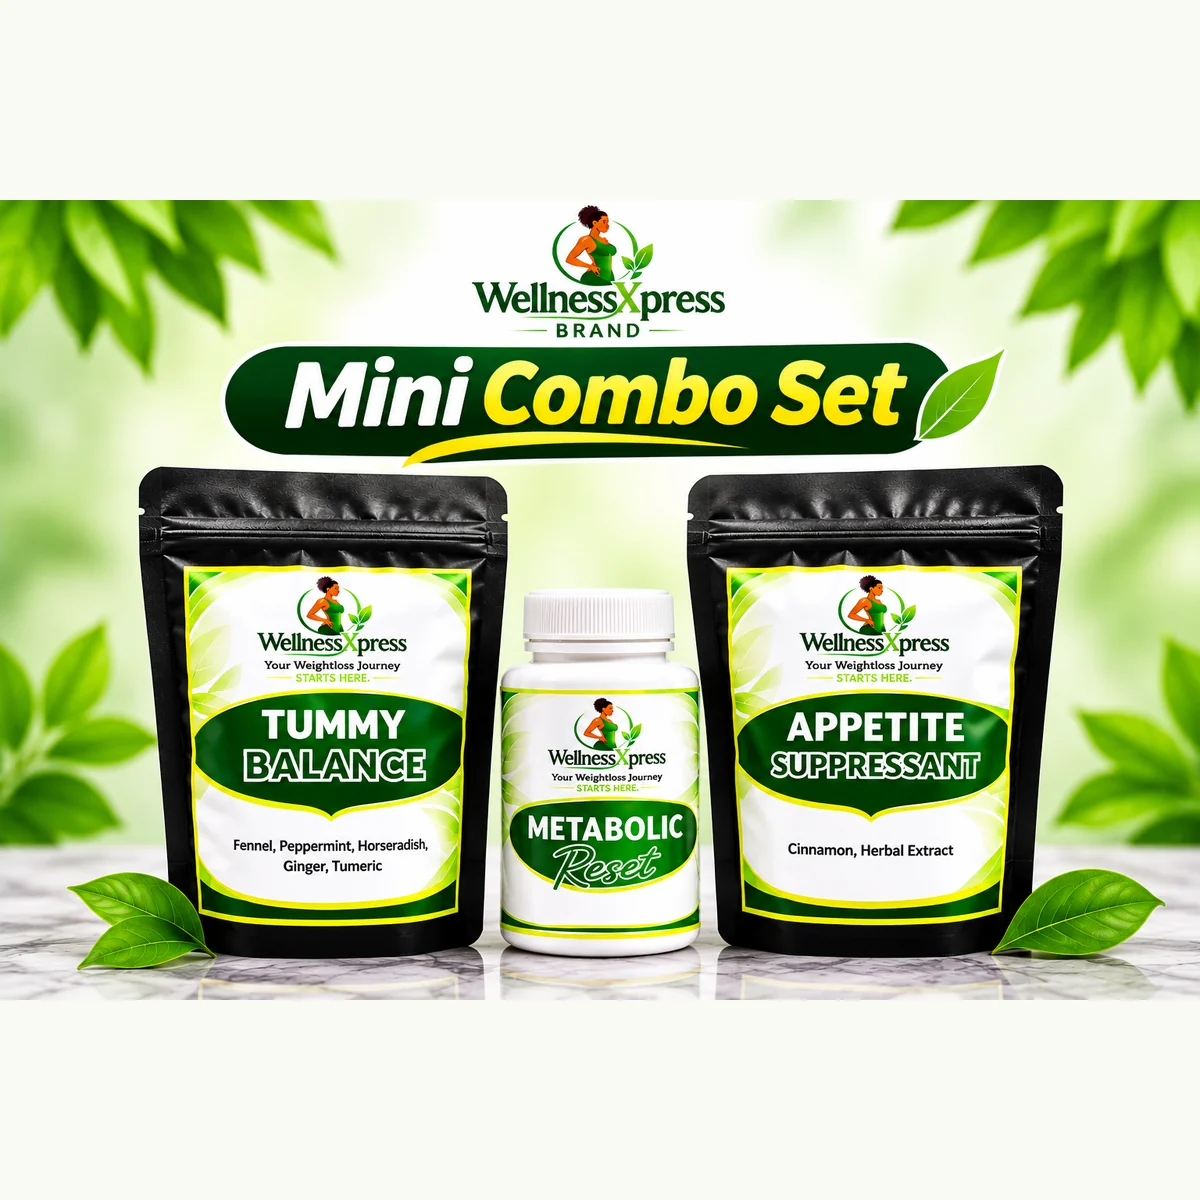 WellnessXpress
BRAND
Mini Combo Set
WellnessXpress
Your Weightloss Journey
STARTS HERE.
TUMMY
BALANCE
Fennel, Peppermint, Horseradish,
Ginger, Tumeric
WellnessXpress
Your Weightloss Journey
STARTS HERE.
METABOLIC
Reset
WellnessXpress
Your Weightloss Journey
STARTS HERE.
APPETITE
SUPPRESSANT
Cinnamon, Herbal Extract